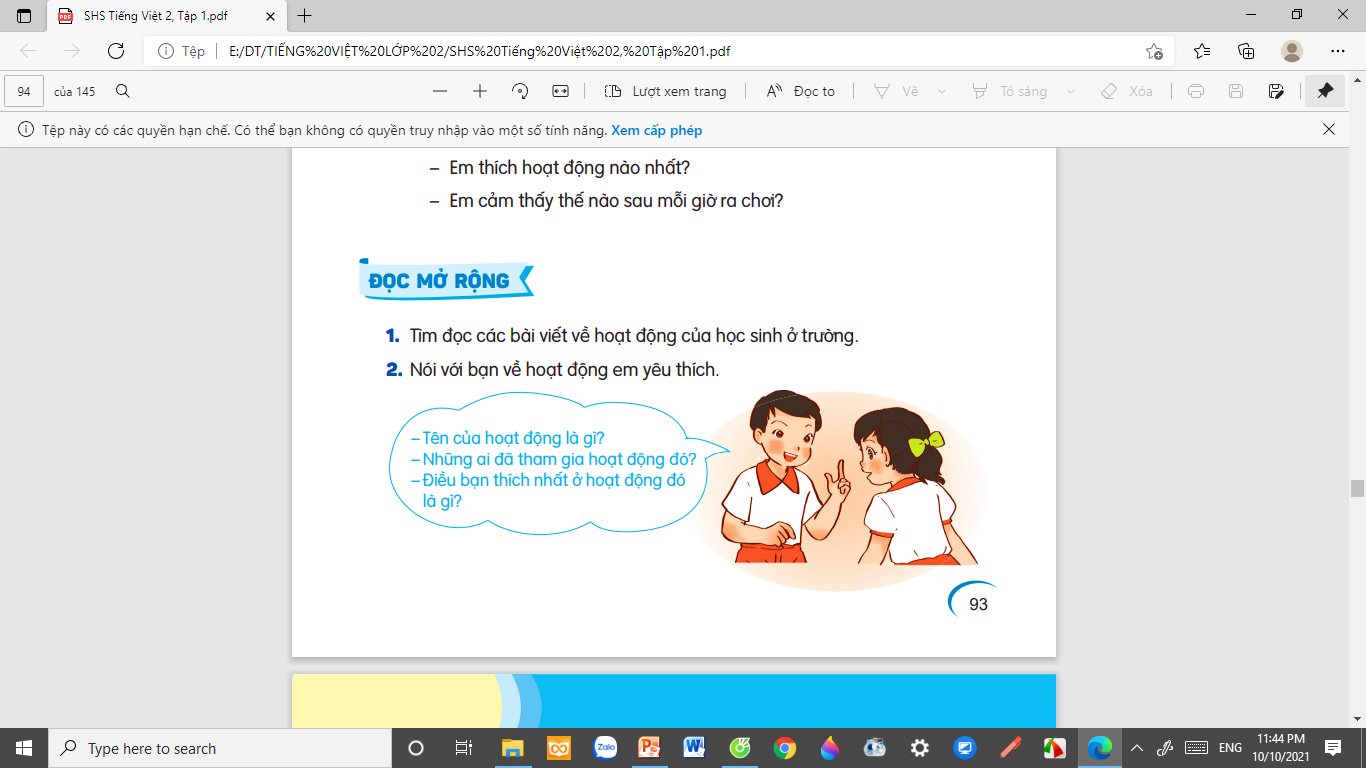 SHS Tiếng Việt 2, Tập 1.pdf
Tệp
E:/DT/TIẾNG%20VIỆT%20LỚP%202/SHS%20Tiếng%20Việt%202,%20Tập%201.pdf
94
của 145
Lượt xem trang
Đọc to
Vẽ
Tô sáng
Xóa
Tệp này có các quyền hạn chế. Có thể bạn không có quyền truy nhập vào một số tính năng. Xem cấp phép
– Em thích hoạt động nào nhất?
– Em cảm thấy thế nào sau mỗi giờ ra chơi?
ĐỌC MỞ RỘNG
1. Tìm đọc các bài viết về hoạt động của học sinh ở trường.
2. Nói với bạn về hoạt động em yêu thích.
– Tên của hoạt động là gì?
– Những ai đã tham gia hoạt động đó?
– Điều bạn thích nhất ở hoạt động đó
là gì?
93
Type here to search
Zalo
ENG
11:44 PM
10/10/2021